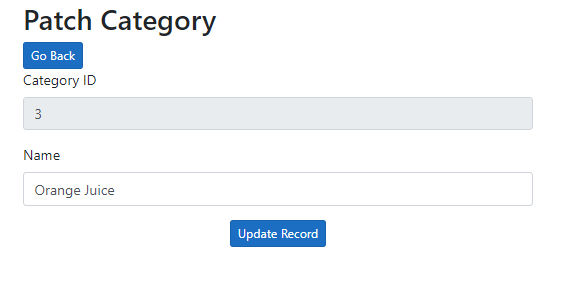 Patch Category
Go Back
Category ID
3
Name
Orange Juice
Update Record